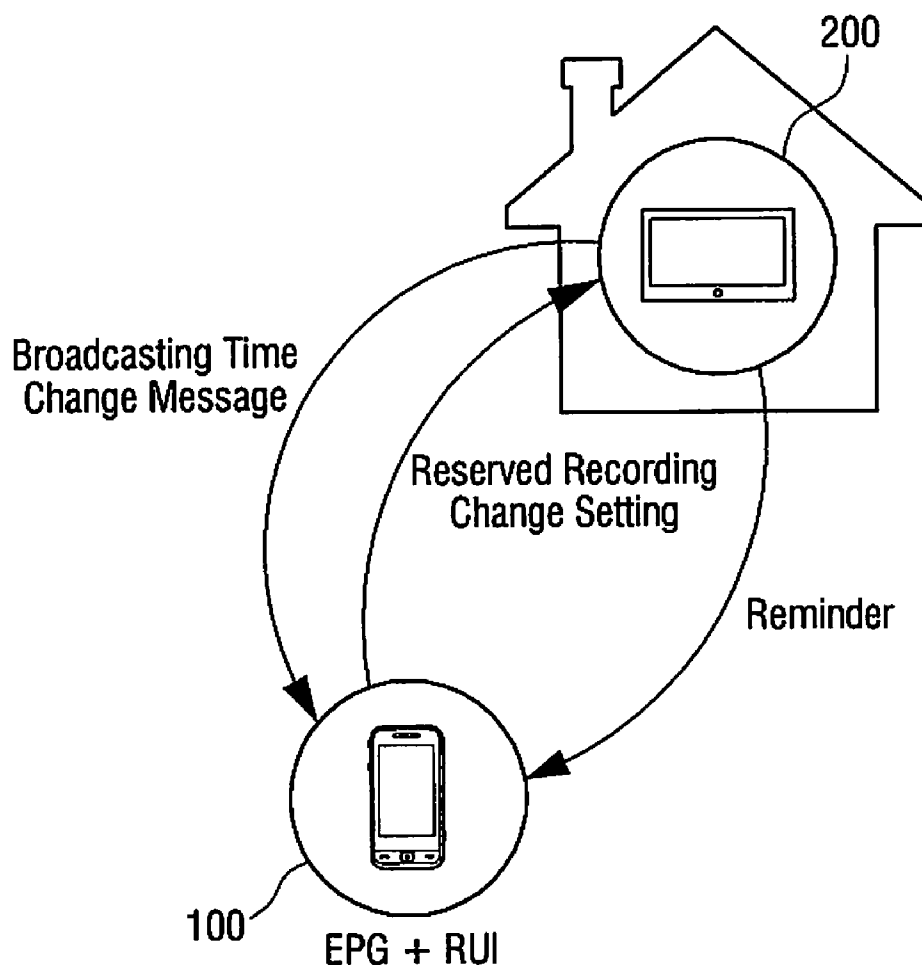 200
Broadcasting Time
Change Message
Reserved Recording
Change Setting
Reminder
100
EPG + RUI